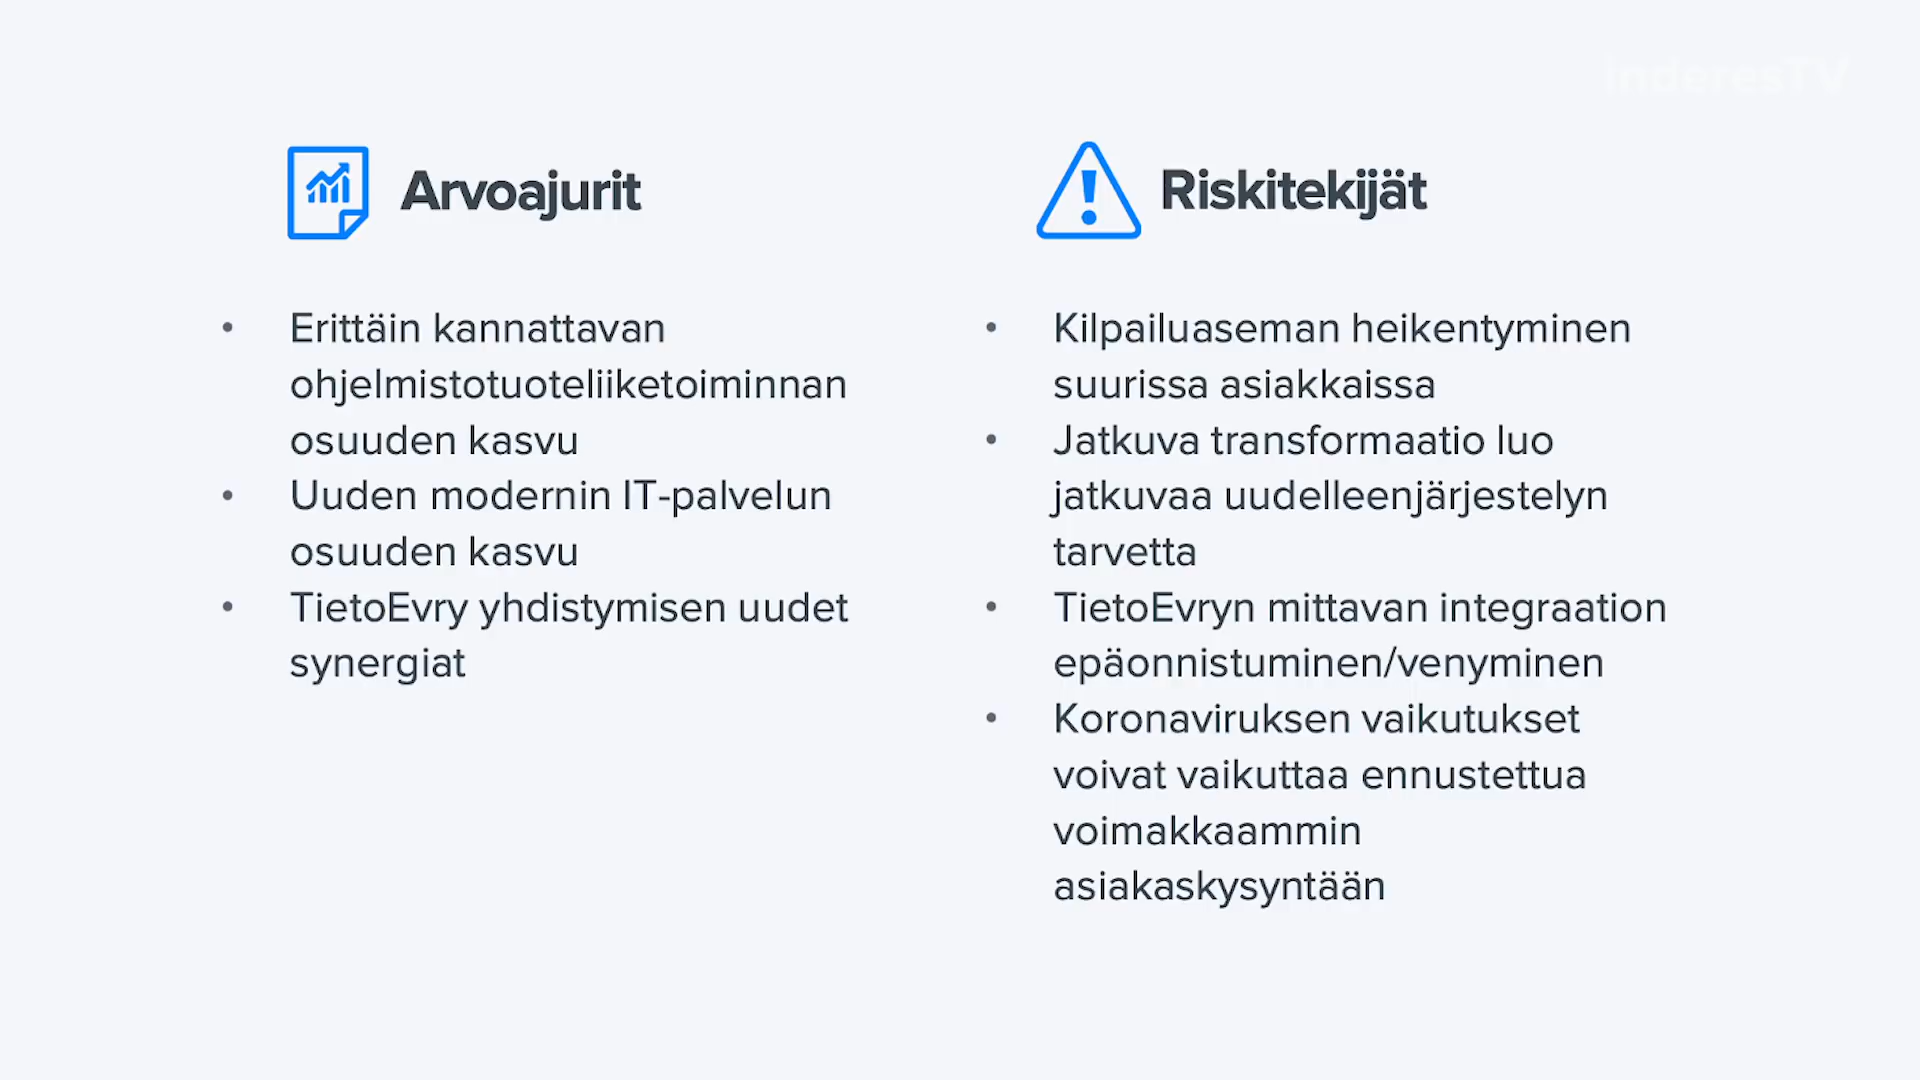 inderesTV
Arvoajurit
• Erittäin kannattavan
ohjelmistotuoteliiketoiminnan
osuuden kasvu
• Uuden modernin IT-palvelun
osuuden kasvu
• TietoEvry yhdistymisen uudet
synergiat
Riskitekijät
• Kilpailuaseman heikentyminen
suurissa asiakkaissa
• Jatkuva transformaatio luo
jatkuvaa uudelleenjärjestelyn
tarvetta
• TietoEvryn mittavan integraation
epäonnistuminen/venyminen
• Koronaviruksen vaikutukset
voivat vaikuttaa ennustettua
voimakkaammin
asiakaskysyntään